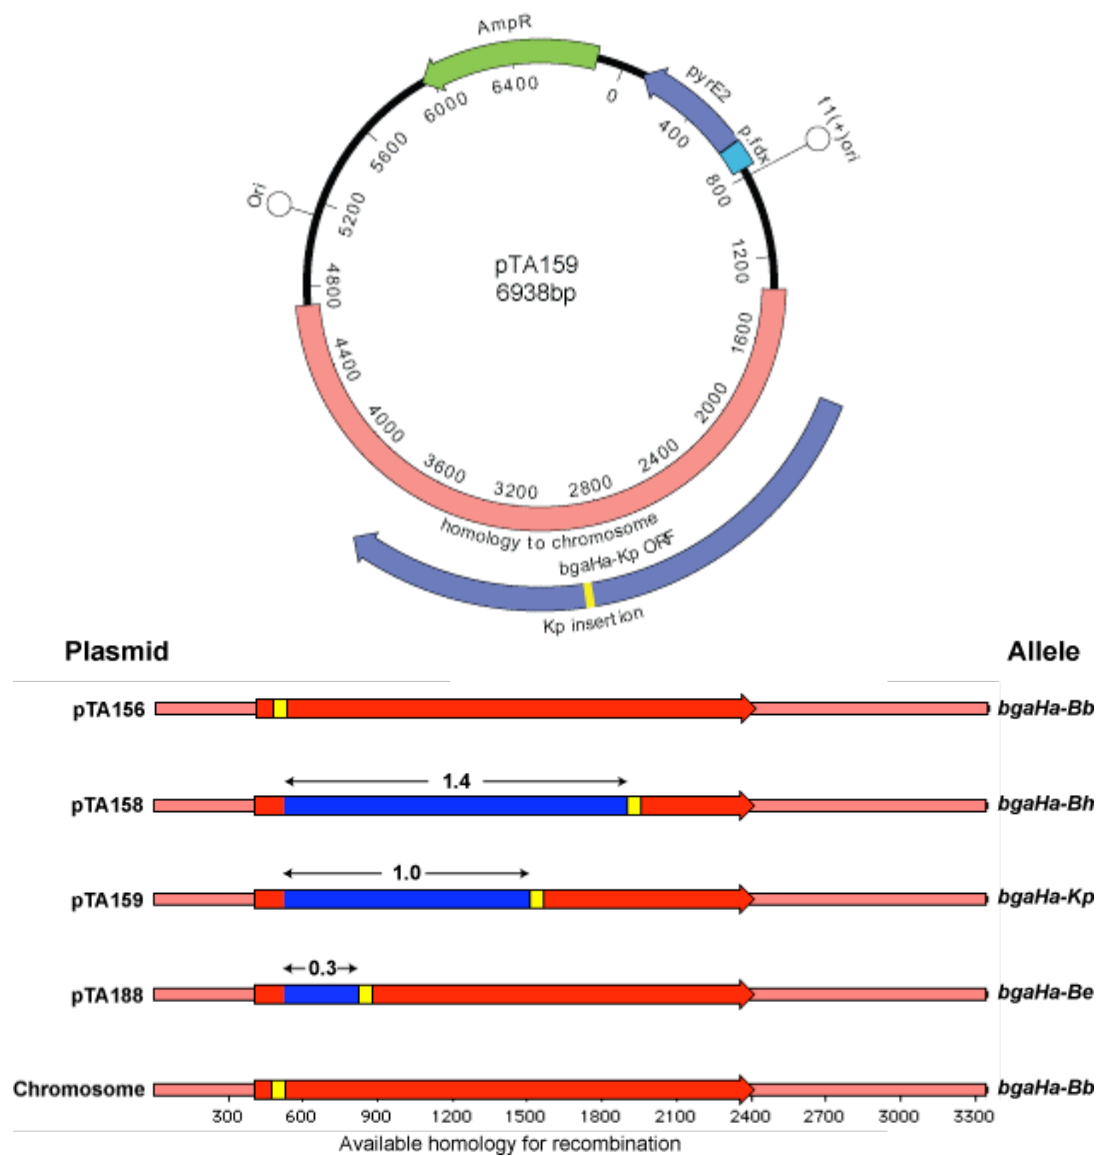 AmpR
6400
6000
5600
5200
4800
4400
4000
3600
3200
2800
2400
2000
1600
1200
800
400
0
pyrE2
p.fdx
f1(+)ori
Ori
pTA159
6938bp
homology to chromosome
bgaHa-Kp ORF
Kp insertion
Plasmid Allele
pTA156 bgaHa-Bb
1.4
pTA158 bgaHa-Bh
1.0
pTA159 bgaHa-Kp
0.3
pTA188 bgaHa-Be
Chromosome bgaHa-Bb
300 600 900 1200 1500 1800 2100 2400 2700 3000 3300
Available homology for recombination